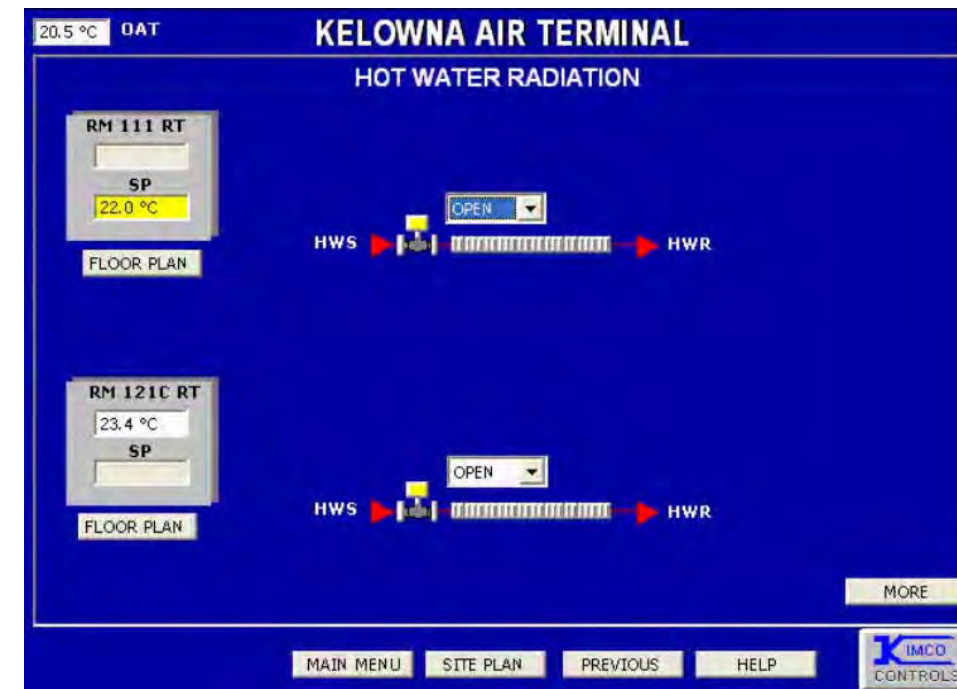 20.5 °C OAT KELOWNA AIR TERMINAL
HOT WATER RADIATION
RM 111 RT
SP
22.0 °C
FLOOR PLAN
OPEN
HWS HWR
RM 121C RT
23.4 °C
SP
FLOOR PLAN
OPEN
HWS HWR
MORE
MAIN MENU SITE PLAN PREVIOUS HELP
KIMCO
CONTROLS